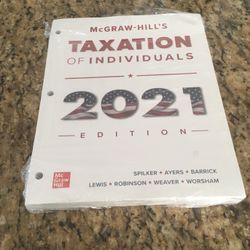 McGRAW-HILL'S
TAXATION
OF INDIVIDUALS
2021
EDITION
SPILKER • AYERS • BARRICK
LEWIS • ROBINSON • WEAVER • WORSHAM
Mc
Graw
Hill